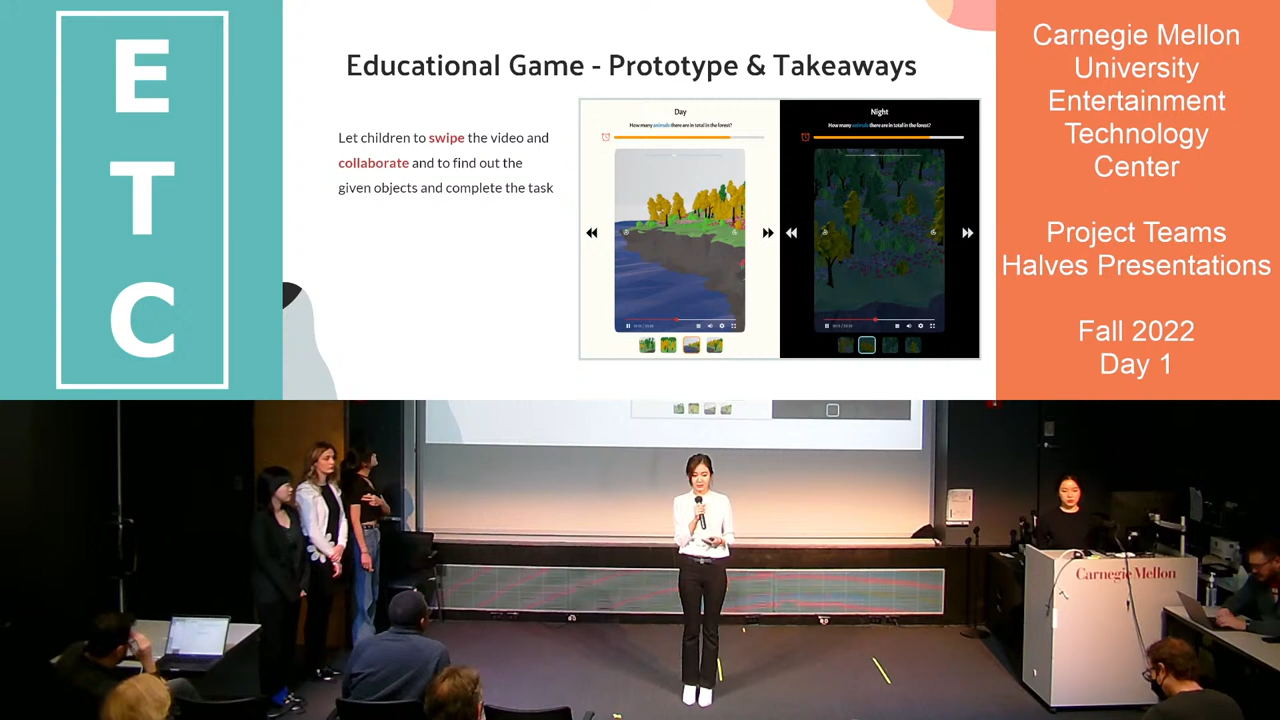 E
T
C
Educational Game - Prototype & Takeaways
Let children to swipe the video and
collaborate and to find out the
given objects and complete the task
Day
How many animals there are in total in the forest?
Night
How many animals there are in total in the forest?
Carnegie Mellon
University
Entertainment
Technology
Center
Project Teams
Halves Presentations
Fall 2022
Day 1
Carnegie Mellon